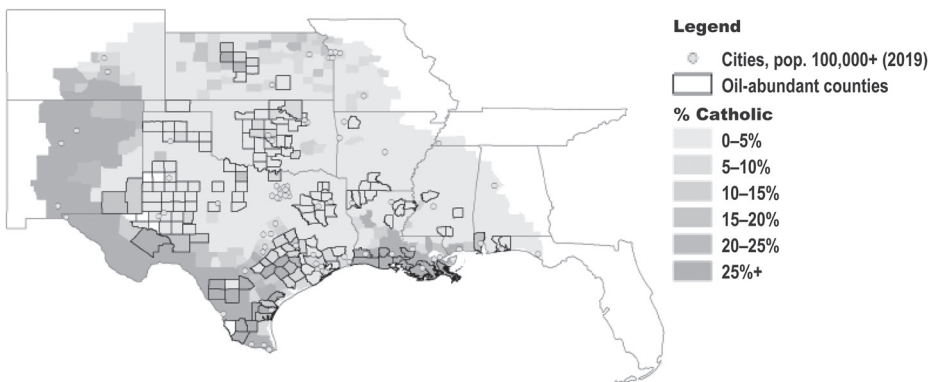 Legend
Cities, pop. 100,000+ (2019)
Oil-abundant counties
% Catholic
0–5%
5–10%
10–15%
15–20%
20–25%
25%+